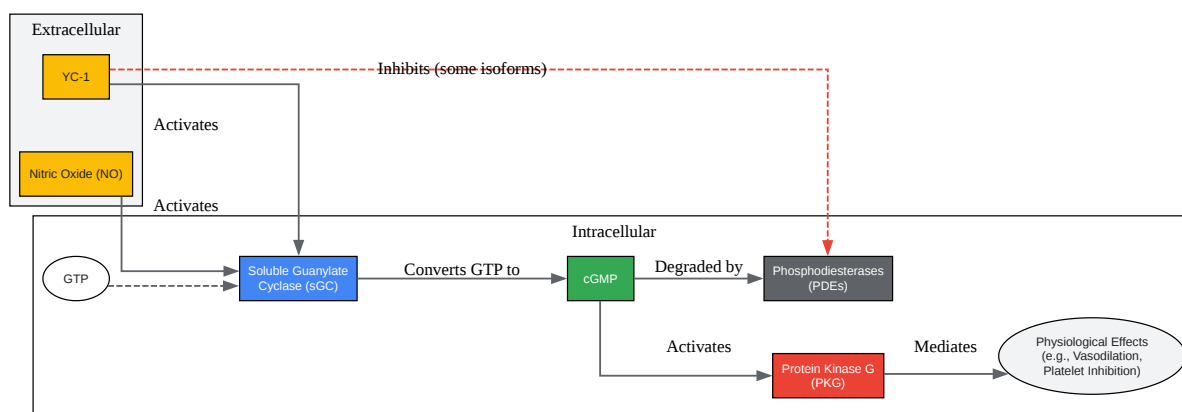 Extracellular
YC-1
Inhibits (some isoforms)
Activates
Nitric Oxide (NO)
Activates
Intracellular
GTP
Soluble Guanylate
Cyclase (sGC)
Converts GTP to
cGMP
Degraded by
Phosphodiesterases
(PDEs)
Activates
Protein Kinase G
(PKG)
Mediates
Physiological Effects
(e.g., Vasodilation,
Platelet Inhibition)